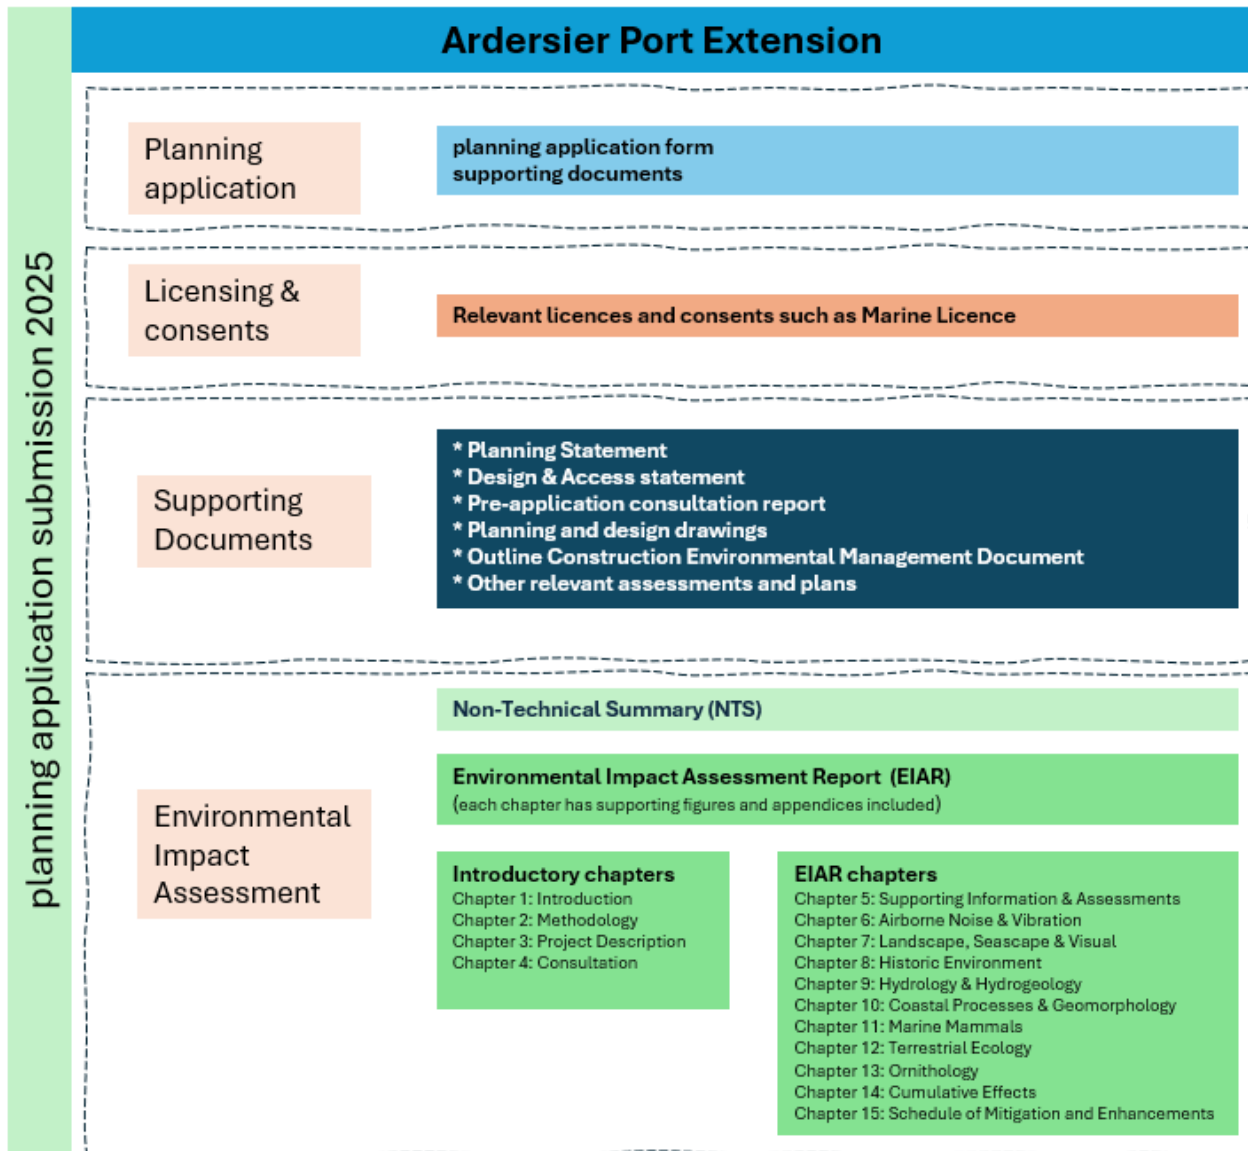 Ardersier Port Extension
planning application submission 2025
Planning
application
planning application form
supporting documents
Licensing &
consents
Relevant licences and consents such as Marine Licence
Supporting
Documents
* Planning Statement
* Design & Access statement
* Pre-application consultation report
* Planning and design drawings
* Outline Construction Environmental Management Document
* Other relevant assessments and plans
Environmental
Impact
Assessment
Non-Technical Summary (NTS)
Environmental Impact Assessment Report (EIAR)
(each chapter has supporting figures and appendices included)
Introductory chapters
Chapter 1: Introduction
Chapter 2: Methodology
Chapter 3: Project Description
Chapter 4: Consultation
EIAR chapters
Chapter 5: Supporting Information & Assessments
Chapter 6: Airborne Noise & Vibration
Chapter 7: Landscape, Seascape & Visual
Chapter 8: Historic Environment
Chapter 9: Hydrology & Hydrogeology
Chapter 10: Coastal Processes & Geomorphology
Chapter 11: Marine Mammals
Chapter 12: Terrestrial Ecology
Chapter 13: Ornithology
Chapter 14: Cumulative Effects
Chapter 15: Schedule of Mitigation and Enhancements